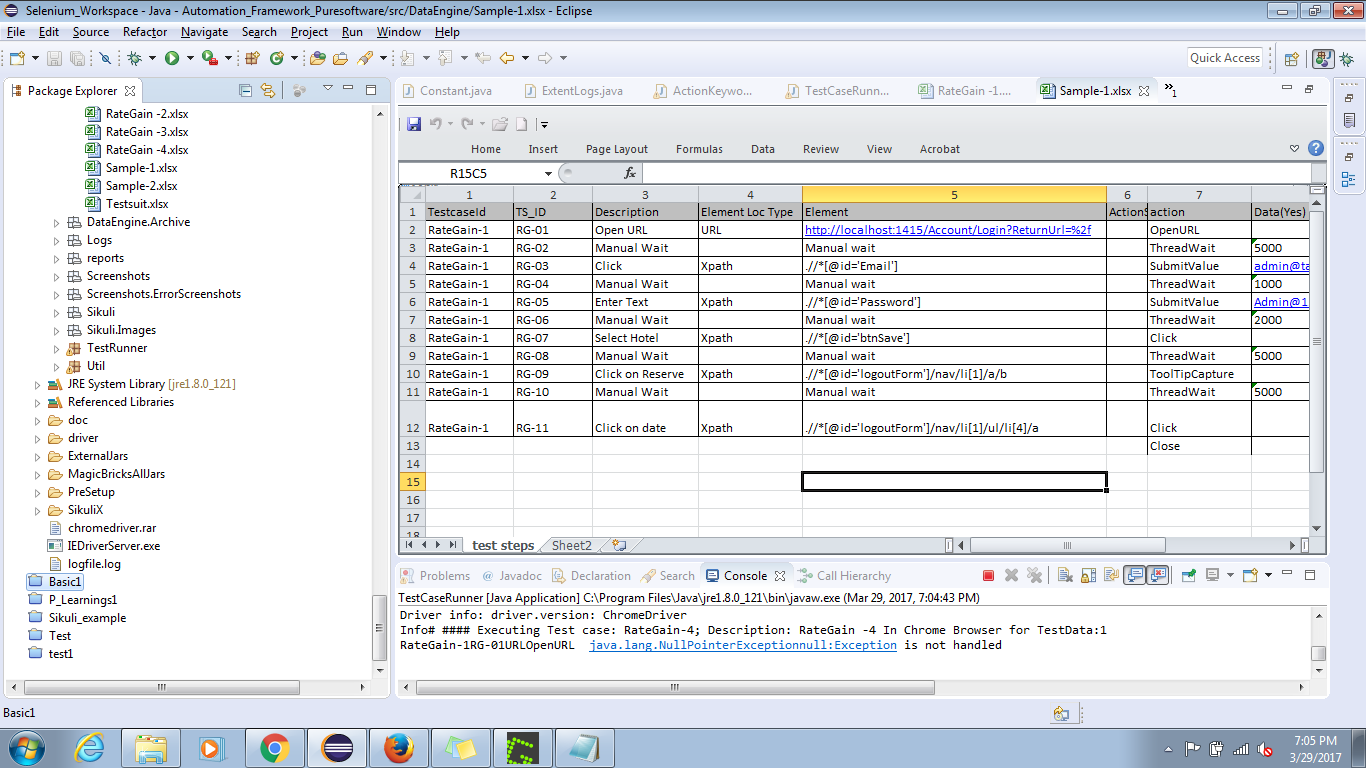 Selenium_Workspace - Java - Automation_Framework_Puresoftware/src/DataEngine/Sample-1.xlsx - Eclipse
File Edit Source Refactor Navigate Search Project Run Window Help
Quick Access
Package Explorer
RateGain -2.xlsx
RateGain -3.xlsx
RateGain -4.xlsx
Sample-1.xlsx
Sample-2.xlsx
Testsuit.xlsx
DataEngine.Archive
Logs
reports
Screenshots
Screenshots.ErrorScreenshots
Sikuli
Sikuli.Images
TestRunner
Util
JRE System Library [jre1.8.0_121]
Referenced Libraries
doc
driver
ExternalJars
MagicBricksAllJars
PreSetup
SikuliX
chromedriver.rar
IEDriverServer.exe
logfile.log
Basic1
P_Learnings1
Sikuli_example
Test
test1
Constant.java ExtentLogs.java ActionKeywo... TestCaseRunn... RateGain -1.... Sample-1.xlsx »1
Home Insert Page Layout Formulas Data Review View Acrobat
R15C5 fx
1 2 3 4 5 6 7
1 TestcaseId TS_ID Description Element Loc Type Element ActionS action Data(Yes)
2 RateGain-1 RG-01 Open URL URL http://localhost:1415/Account/Login?ReturnUrl=%2f OpenURL
3 RateGain-1 RG-02 Manual Wait Manual wait ThreadWait 5000
4 RateGain-1 RG-03 Click Xpath .//*[@id='Email'] SubmitValue admin@ta
5 RateGain-1 RG-04 Manual Wait Manual wait ThreadWait 1000
6 RateGain-1 RG-05 Enter Text Xpath .//*[@id='Password'] SubmitValue Admin@1
7 RateGain-1 RG-06 Manual Wait Manual wait ThreadWait 2000
8 RateGain-1 RG-07 Select Hotel Xpath .//*[@id='btnSave'] Click
9 RateGain-1 RG-08 Manual Wait Manual wait ThreadWait 5000
10 RateGain-1 RG-09 Click on Reserve Xpath .//*[@id='logoutForm']/nav/li[1]/a/b ToolTipCapture
11 RateGain-1 RG-10 Manual Wait Manual wait ThreadWait 5000
12 RateGain-1 RG-11 Click on date Xpath .//*[@id='logoutForm']/nav/li[1]/ul/li[4]/a Click
13 Close
14
15
16
17
18
test steps Sheet2
Problems @ Javadoc Declaration Search Console Call Hierarchy
TestCaseRunner [Java Application] C:\Program Files\Java\jre1.8.0_121\bin\javaw.exe (Mar 29, 2017, 7:04:43 PM)
Driver info: driver.version: ChromeDriver
Info# #### Executing Test case: RateGain-4; Description: RateGain -4 In Chrome Browser for TestData:1
RateGain-1RG-01URLOpenURL java.lang.NullPointerExceptionnull:Exception is not handled
Basic1
7:05 PM
3/29/2017